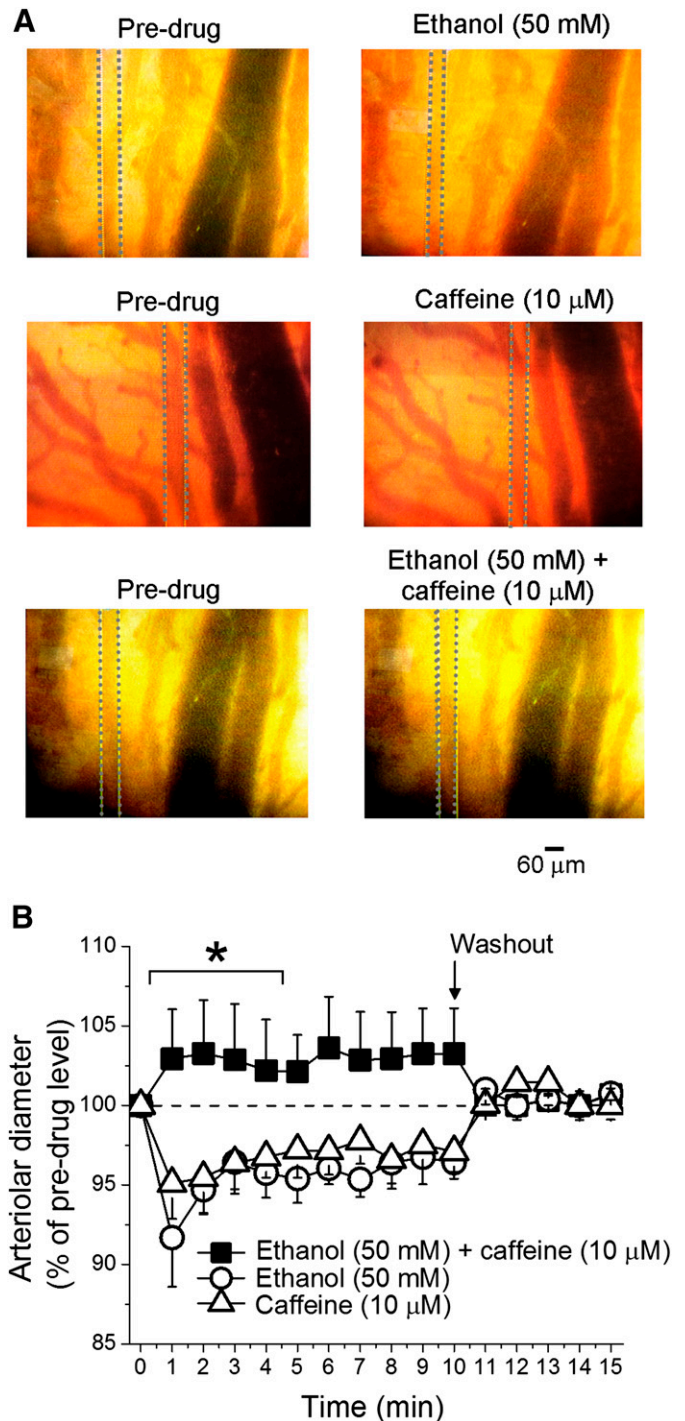 A
Pre-drug
Ethanol (50 mM)
Pre-drug
Caffeine (10 μM)
Pre-drug
Ethanol (50 mM) +
caffeine (10 μM)
60 μm
B
110
105
100
95
90
85
Arteriolar diameter
(% of pre-drug level)
*
Washout
Ethanol (50 mM) + caffeine (10 μM)
Ethanol (50 mM)
Caffeine (10 μM)
0 1 2 3 4 5 6 7 8 9 10 11 12 13 14 15
Time (min)